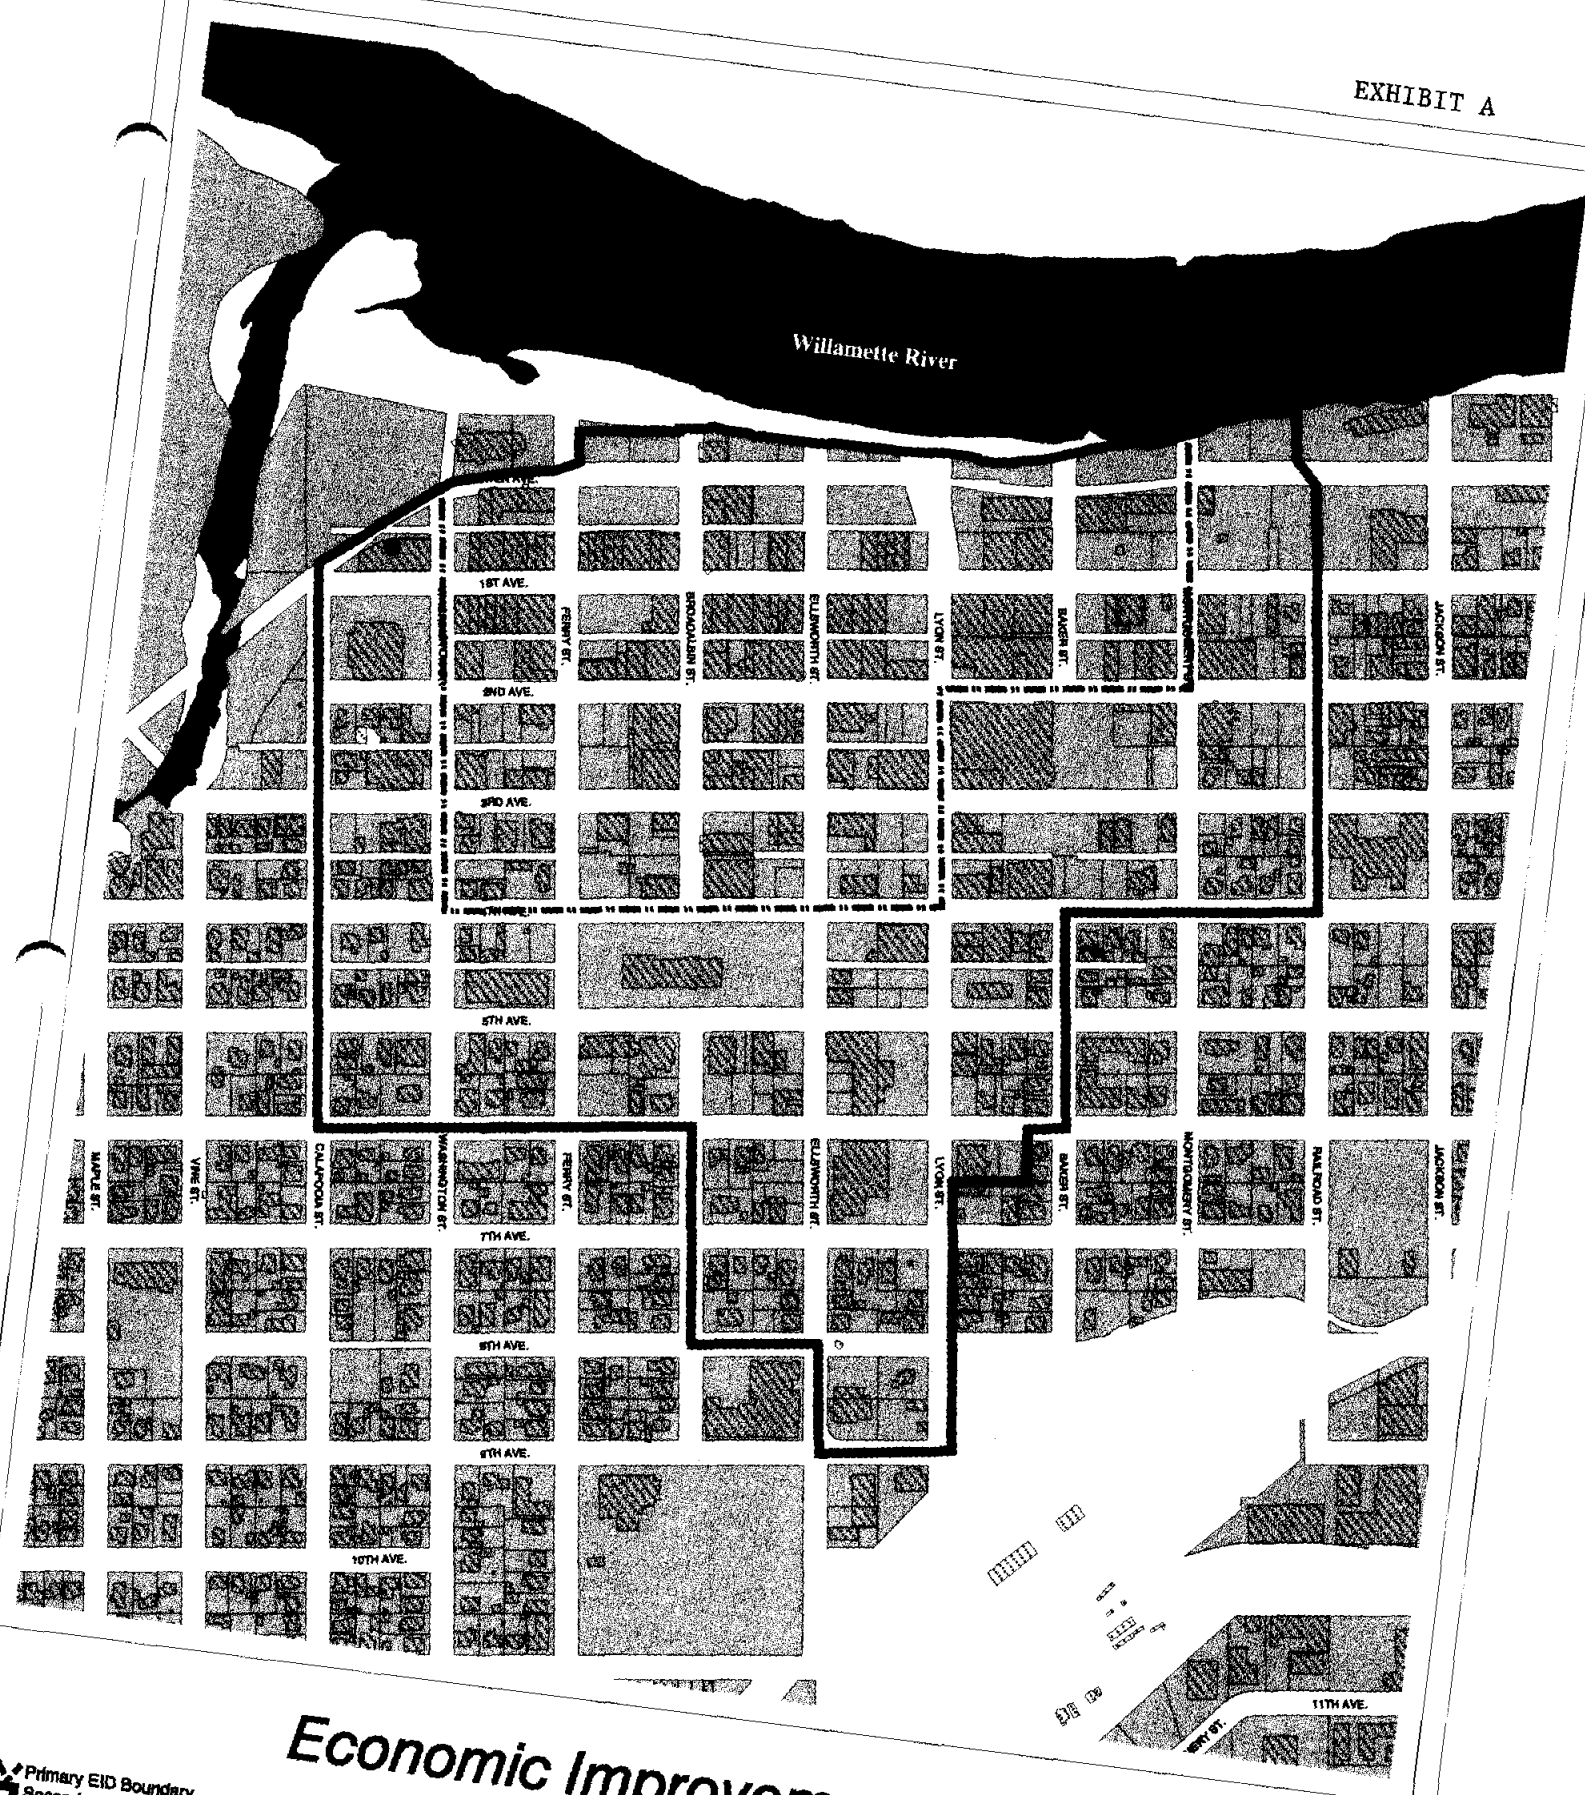 EXHIBIT A
Willamette River
1ST AVE.
FERRY ST.
BROADALBIN ST.
ELLSWORTH ST.
LYON ST.
BAKER ST.
JACKSON ST.
2ND AVE.
3RD AVE.
5TH AVE.
MAPLE ST.
VINE ST.
CALAPOOIA ST.
WASHINGTON ST.
FERRY ST.
ELLSWORTH ST.
LYON ST.
BAKER ST.
MONTGOMERY ST.
RAILROAD ST.
JACKSON ST.
7TH AVE.
8TH AVE.
9TH AVE.
10TH AVE.
11TH AVE.
Economic
Primary EID Boundary